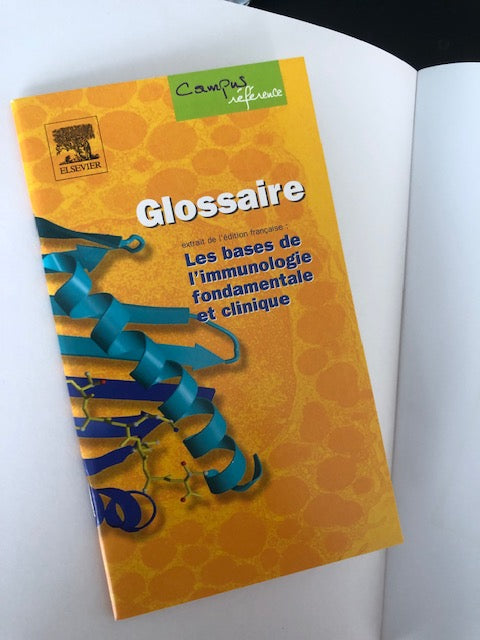 Campus
référence
ELSEVIER
Glossaire
extrait de l'édition française :
Les bases de
l'immunologie
fondamentale
et clinique